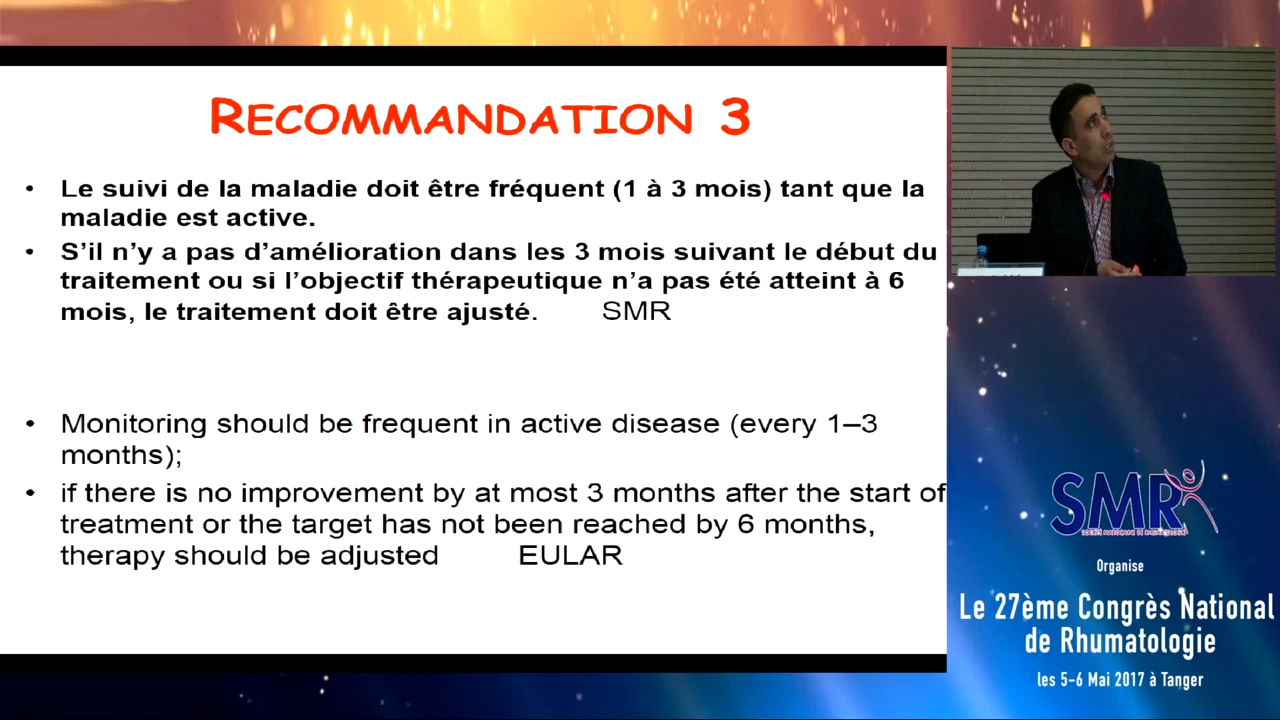 RECOMMANDATION 3
• Le suivi de la maladie doit être fréquent (1 à 3 mois) tant que la
maladie est active.
• S'il n'y a pas d'amélioration dans les 3 mois suivant le début du
traitement ou si l'objectif thérapeutique n'a pas été atteint à 6
mois, le traitement doit être ajusté. SMR
• Monitoring should be frequent in active disease (every 1–3
months);
• if there is no improvement by at most 3 months after the start of
treatment or the target has not been reached by 6 months,
therapy should be adjusted EULAR
SMR
Organise
Le 27ème Congrès National
de Rhumatologie
les 5-6 Mai 2017 à Tanger